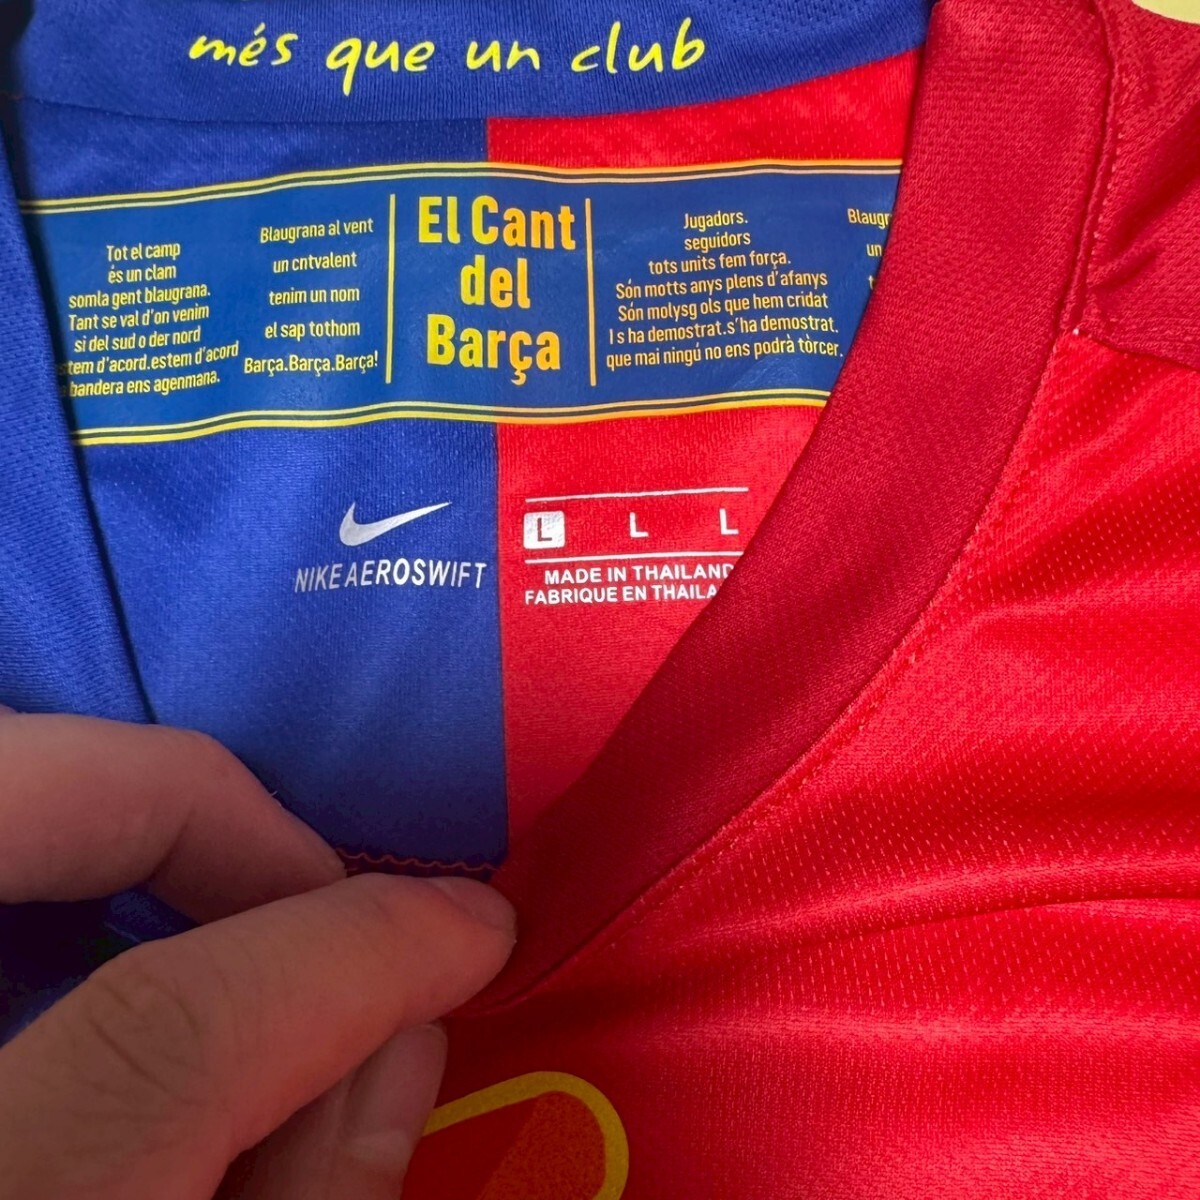 més que un club
Tot el camp
és un clam
somla gent blaugrana.
Tant se val d'on venim
si del sud o der nord
stem d'acord.estem d'acord
bandera ens agenmana.
Blaugrana al vent
un cntvalent
tenim un nom
el sap tothom
Barça.Barça.Barça!
El Cant
del
Barça
Jugadors.
seguidors
tots units fem força.
Són motts anys plens d'afanys
Són molysg ols que hem cridat
I s ha demostrat.s'ha demostrat.
que mai ningú no ens podrà tòrcer.
Blaugr
un
NIKE AEROSWIFT
L L L
MADE IN THAILAND
FABRIQUE EN THAILA